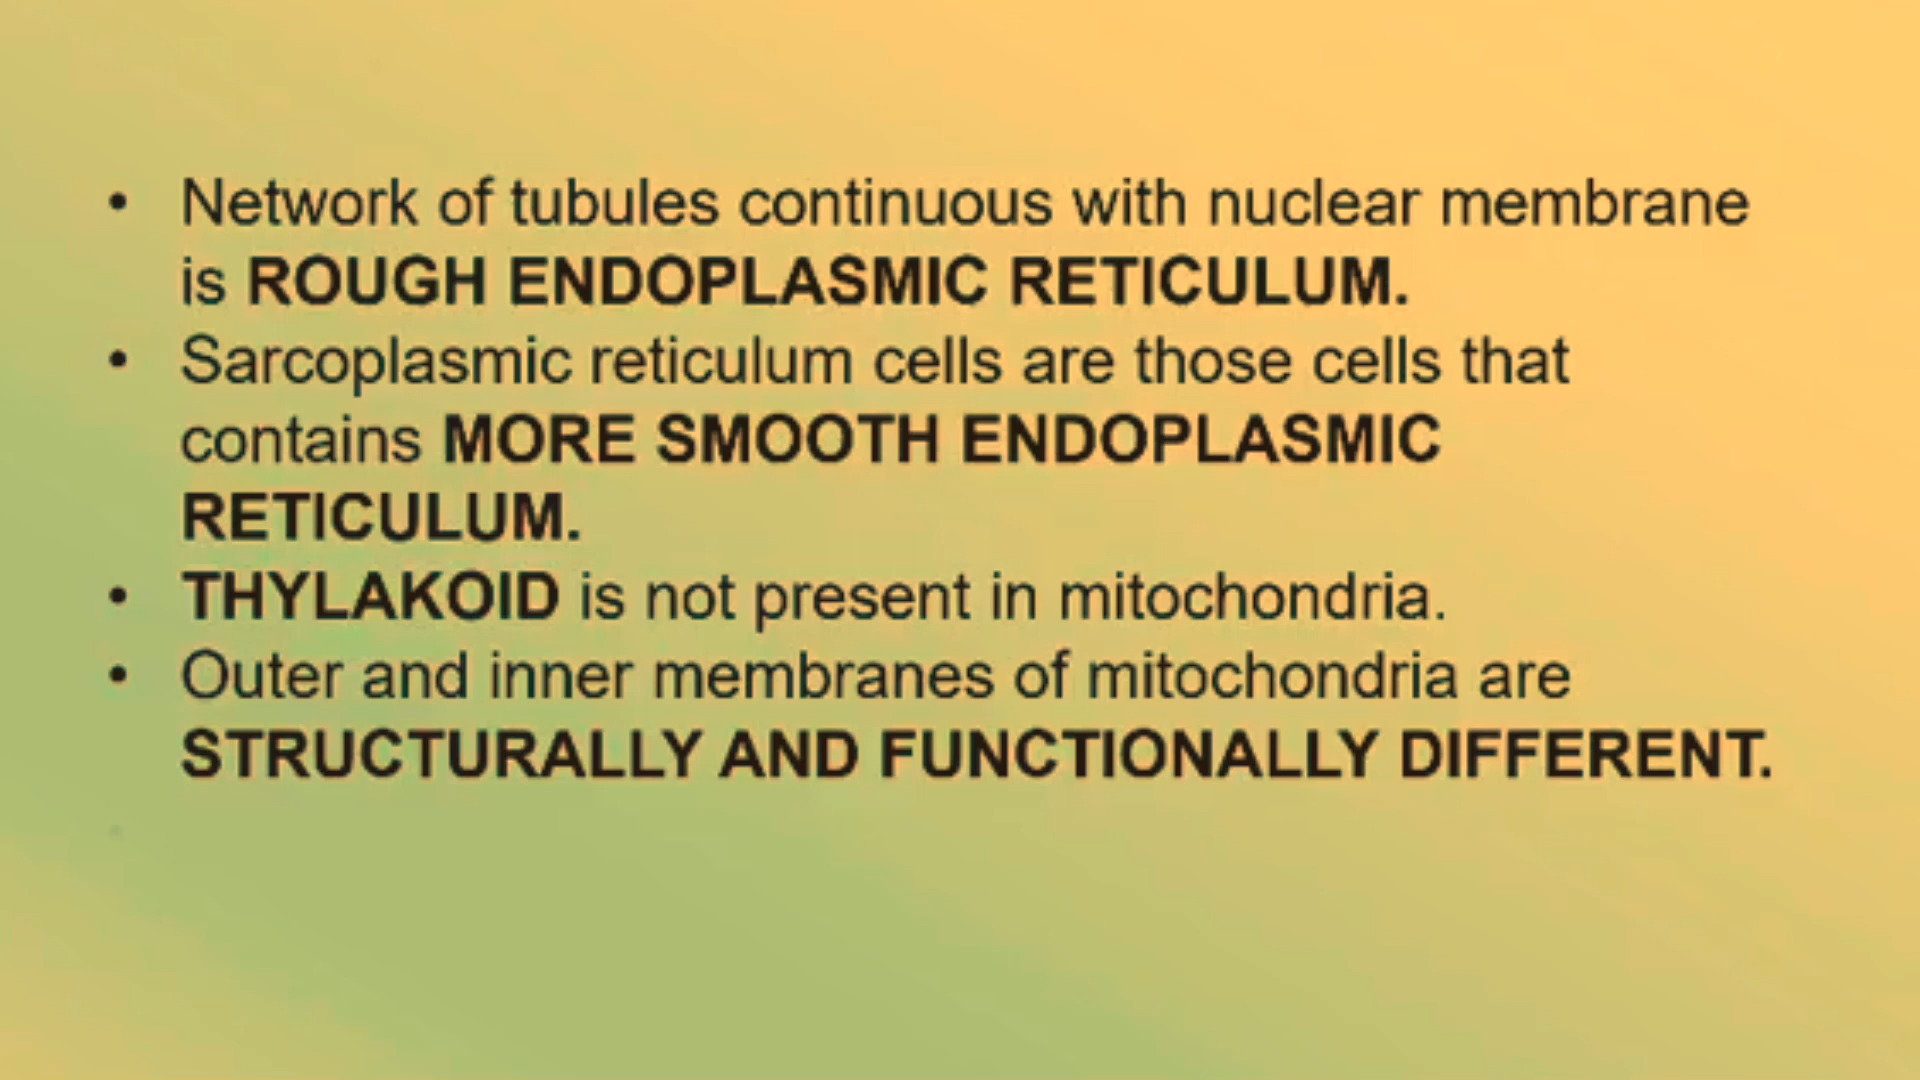 • Network of tubules continuous with nuclear membrane
is ROUGH ENDOPLASMIC RETICULUM.
• Sarcoplasmic reticulum cells are those cells that
contains MORE SMOOTH ENDOPLASMIC
RETICULUM.
• THYLAKOID is not present in mitochondria.
• Outer and inner membranes of mitochondria are
STRUCTURALLY AND FUNCTIONALLY DIFFERENT.